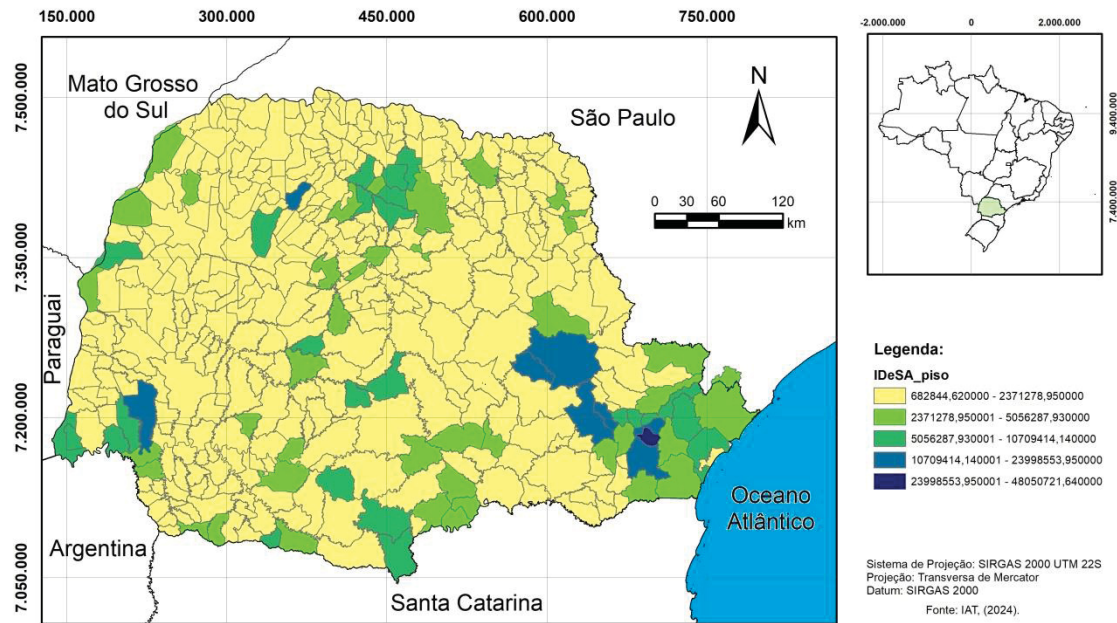 150.000 300.000 450.000 600.000 750.000
-2.000.000 0 2.000.000
Mato Grosso
do Sul
São Paulo
N
0 30 60 120
km
7.500.000
7.350.000
7.200.000
7.050.000
9.400.000
7.400.000
Paraguai
Argentina
Santa Catarina
Oceano
Atlântico
Legenda:
IDeSA_piso
682844,620000 - 2371278,950000
2371278,950001 - 5056287,930000
5056287,930001 - 10709414,140000
10709414,140001 - 23998553,950000
23998553,950001 - 48050721,640000
Sistema de Projeção: SIRGAS 2000 UTM 22S
Projeção: Transversa de Mercator
Datum: SIRGAS 2000
Fonte: IAT, (2024).